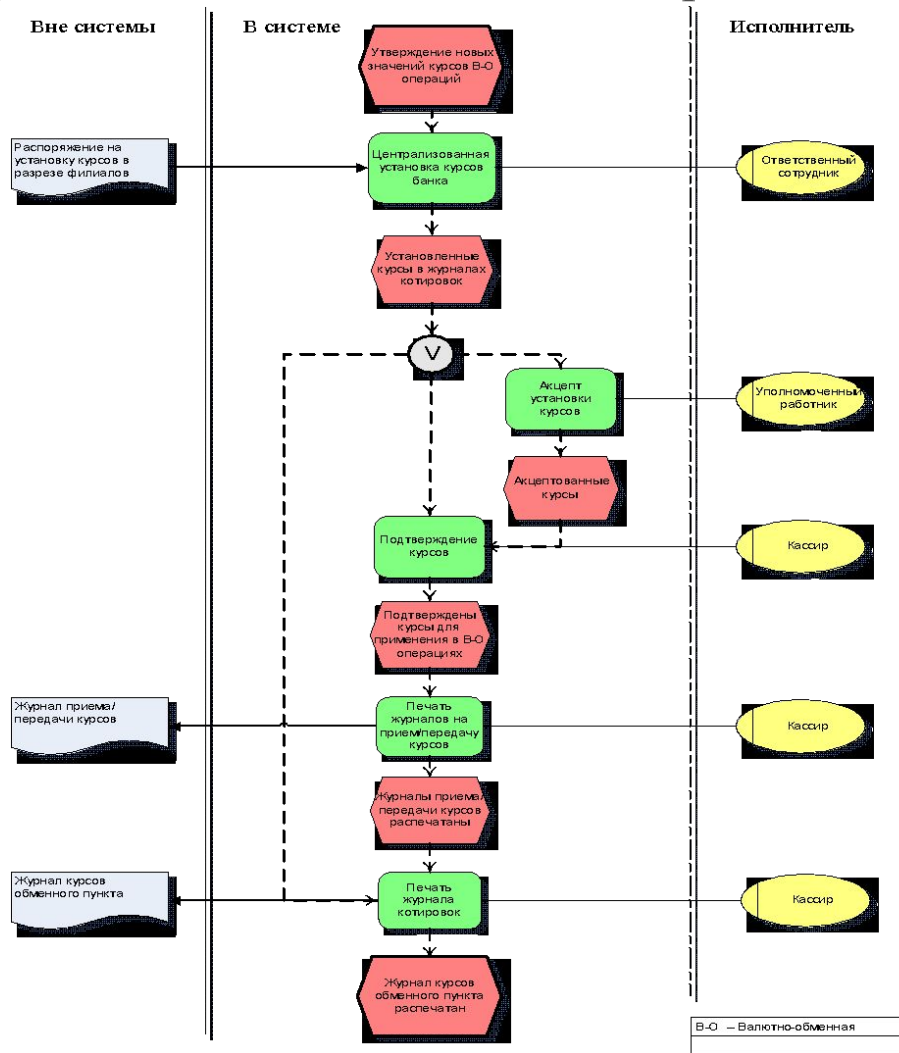 Вне системы
В системе
Исполнитель
Утверждение новых
значений курсов В-О
операций
Распоряжение на
установку курсов в
разрезе филиалов
Централизованная
установка курсов
банка
Ответственный
сотрудник
Установленные
курсы в журналах
котировок
V
Акцепт
установки
курсов
Уполномоченный
работник
Акцептованные
курсы
Подтверждение
курсов
Кассир
Подтверждены
курсы для
применения в В-О
операциях
Журнал приема/
передачи курсов
Печать
журналов на
прием/передачу
курсов
Кассир
Журналы приема/
передачи курсов
распечатаны
Журнал курсов
обменного пункта
Печать
журнала
котировок
Кассир
Журнал курсов
обменного пункта
распечатан
В-О – Валютно-обменная